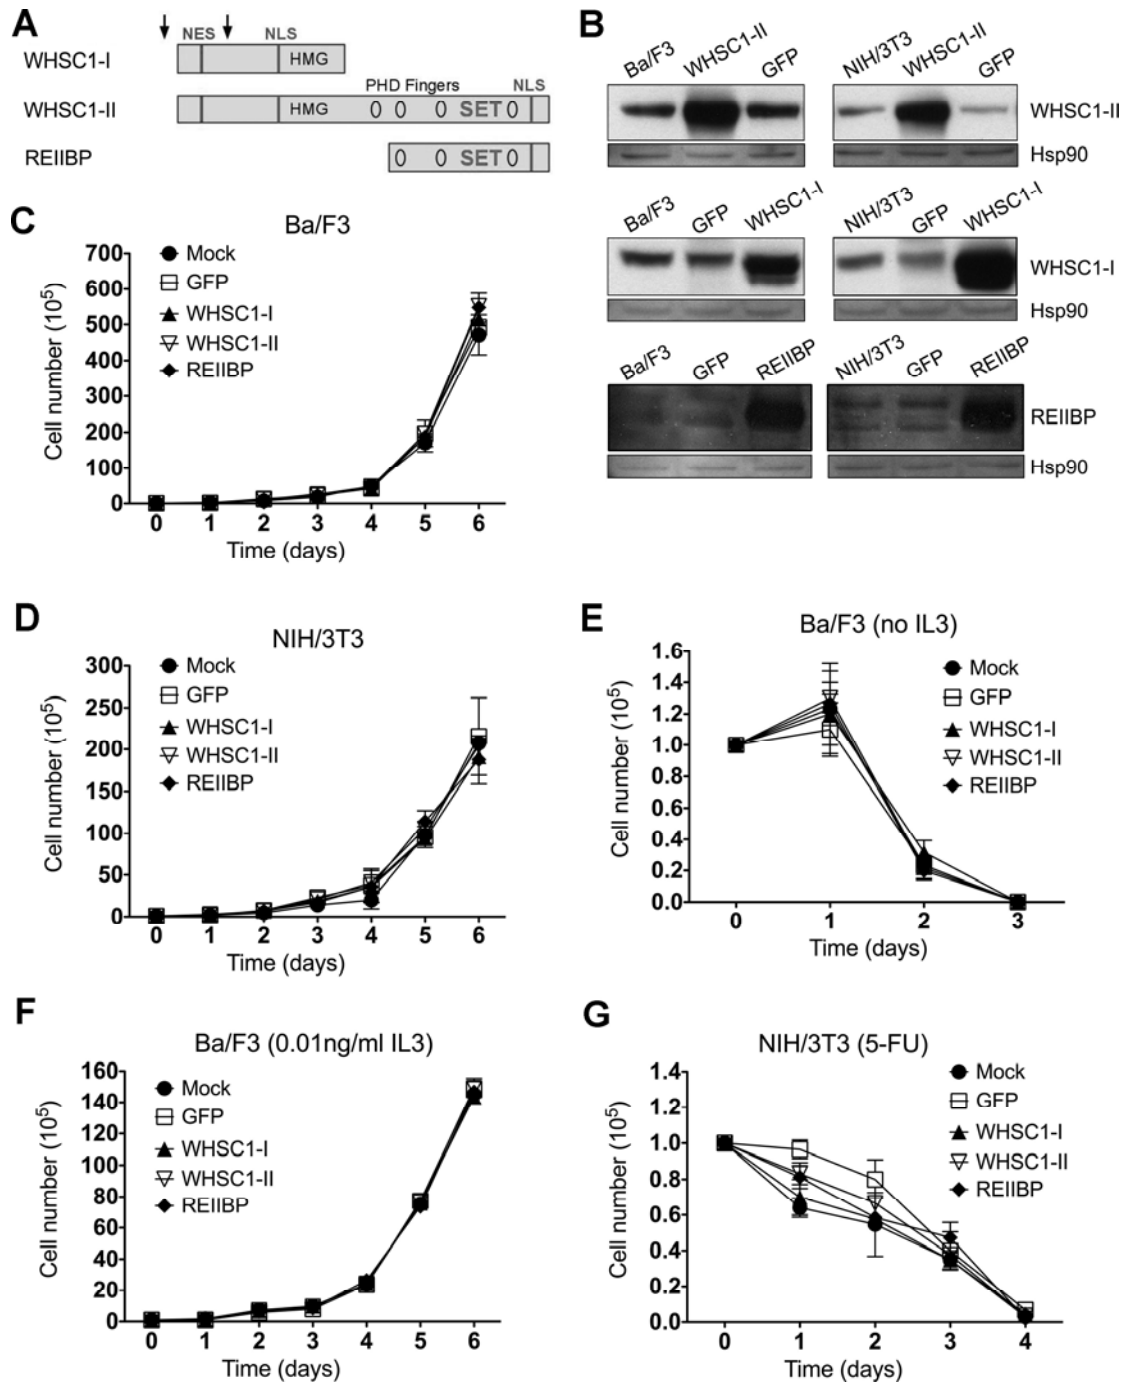 A
NES
NLS
WHSC1-I
HMG
PHD Fingers
NLS
WHSC1-II
HMG
SET
REIIBP
SET
B
Ba/F3
WHSC1-II
GFP
NIH/3T3
WHSC1-II
GFP
WHSC1-II
Hsp90
Ba/F3
GFP
WHSC1-I
NIH/3T3
GFP
WHSC1-I
WHSC1-I
Hsp90
Ba/F3
GFP
REIIBP
NIH/3T3
GFP
REIIBP
REIIBP
Hsp90
C
Ba/F3
Mock
GFP
WHSC1-I
WHSC1-II
REIIBP
Cell number (10⁵)
700
600
500
400
300
200
100
0
0 1 2 3 4 5 6
Time (days)
D
NIH/3T3
Mock
GFP
WHSC1-I
WHSC1-II
REIIBP
Cell number (10⁵)
300
250
200
150
100
50
0
0 1 2 3 4 5 6
Time (days)
E
Ba/F3 (no IL3)
Mock
GFP
WHSC1-I
WHSC1-II
REIIBP
Cell number (10⁵)
1.6
1.4
1.2
1.0
0.8
0.6
0.4
0.2
0.0
0 1 2 3
Time (days)
F
Ba/F3 (0.01ng/ml IL3)
Mock
GFP
WHSC1-I
WHSC1-II
REIIBP
Cell number (10⁵)
160
140
120
100
80
60
40
20
0
0 1 2 3 4 5 6
Time (days)
G
NIH/3T3 (5-FU)
Mock
GFP
WHSC1-I
WHSC1-II
REIIBP
Cell number (10⁵)
1.4
1.2
1.0
0.8
0.6
0.4
0.2
0.0
0 1 2 3 4
Time (days)